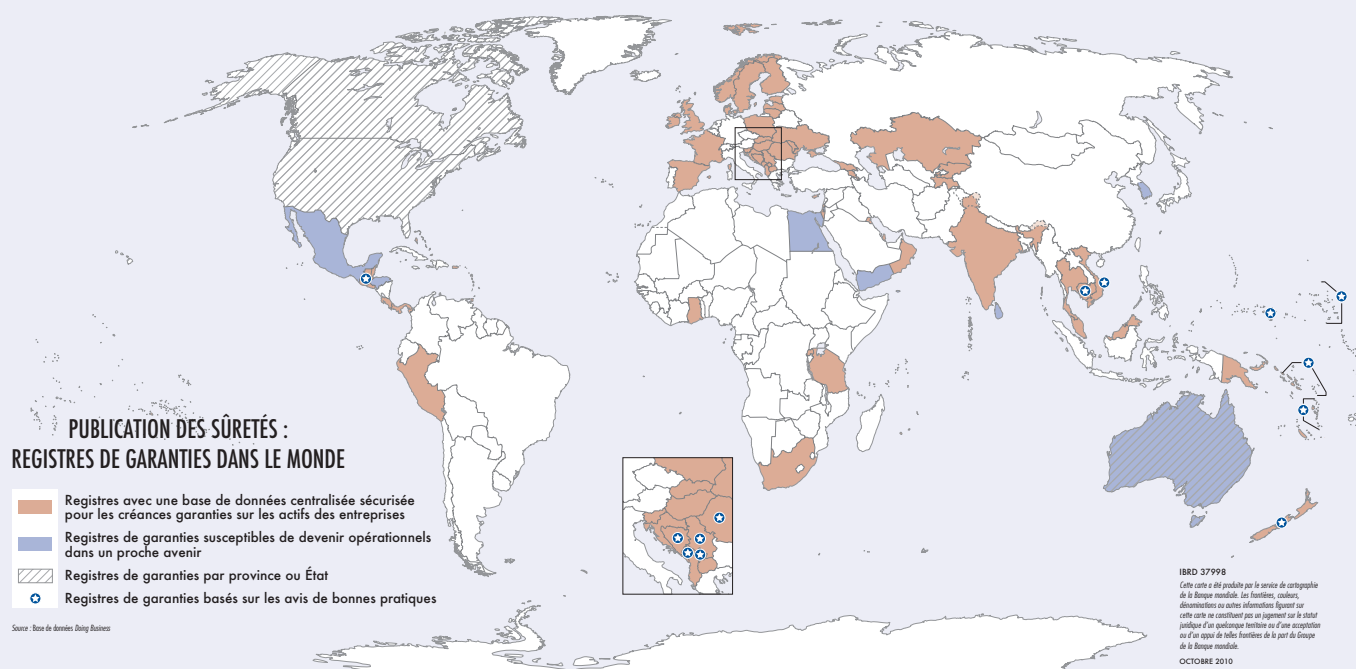 PUBLICATION DES SÛRETÉS :
REGISTRES DE GARANTIES DANS LE MONDE
Registres avec une base de données centralisée sécurisée
pour les créances garanties sur les actifs des entreprises
Registres de garanties susceptibles de devenir opérationnels
dans un proche avenir
Registres de garanties par province ou État
Registres de garanties basés sur les avis de bonnes pratiques
Source : Base de données Doing Business
IBRD 37998
Cette carte a été produite par le service de cartographie
de la Banque mondiale. Les frontières, couleurs,
dénominations ou autres informations figurant sur
cette carte ne constituent pas un jugement sur le statut
juridique d'un quelconque territoire ou d'une acceptation
ou d'un appui de telles frontières de la part du Groupe
de la Banque mondiale.
OCTOBRE 2010